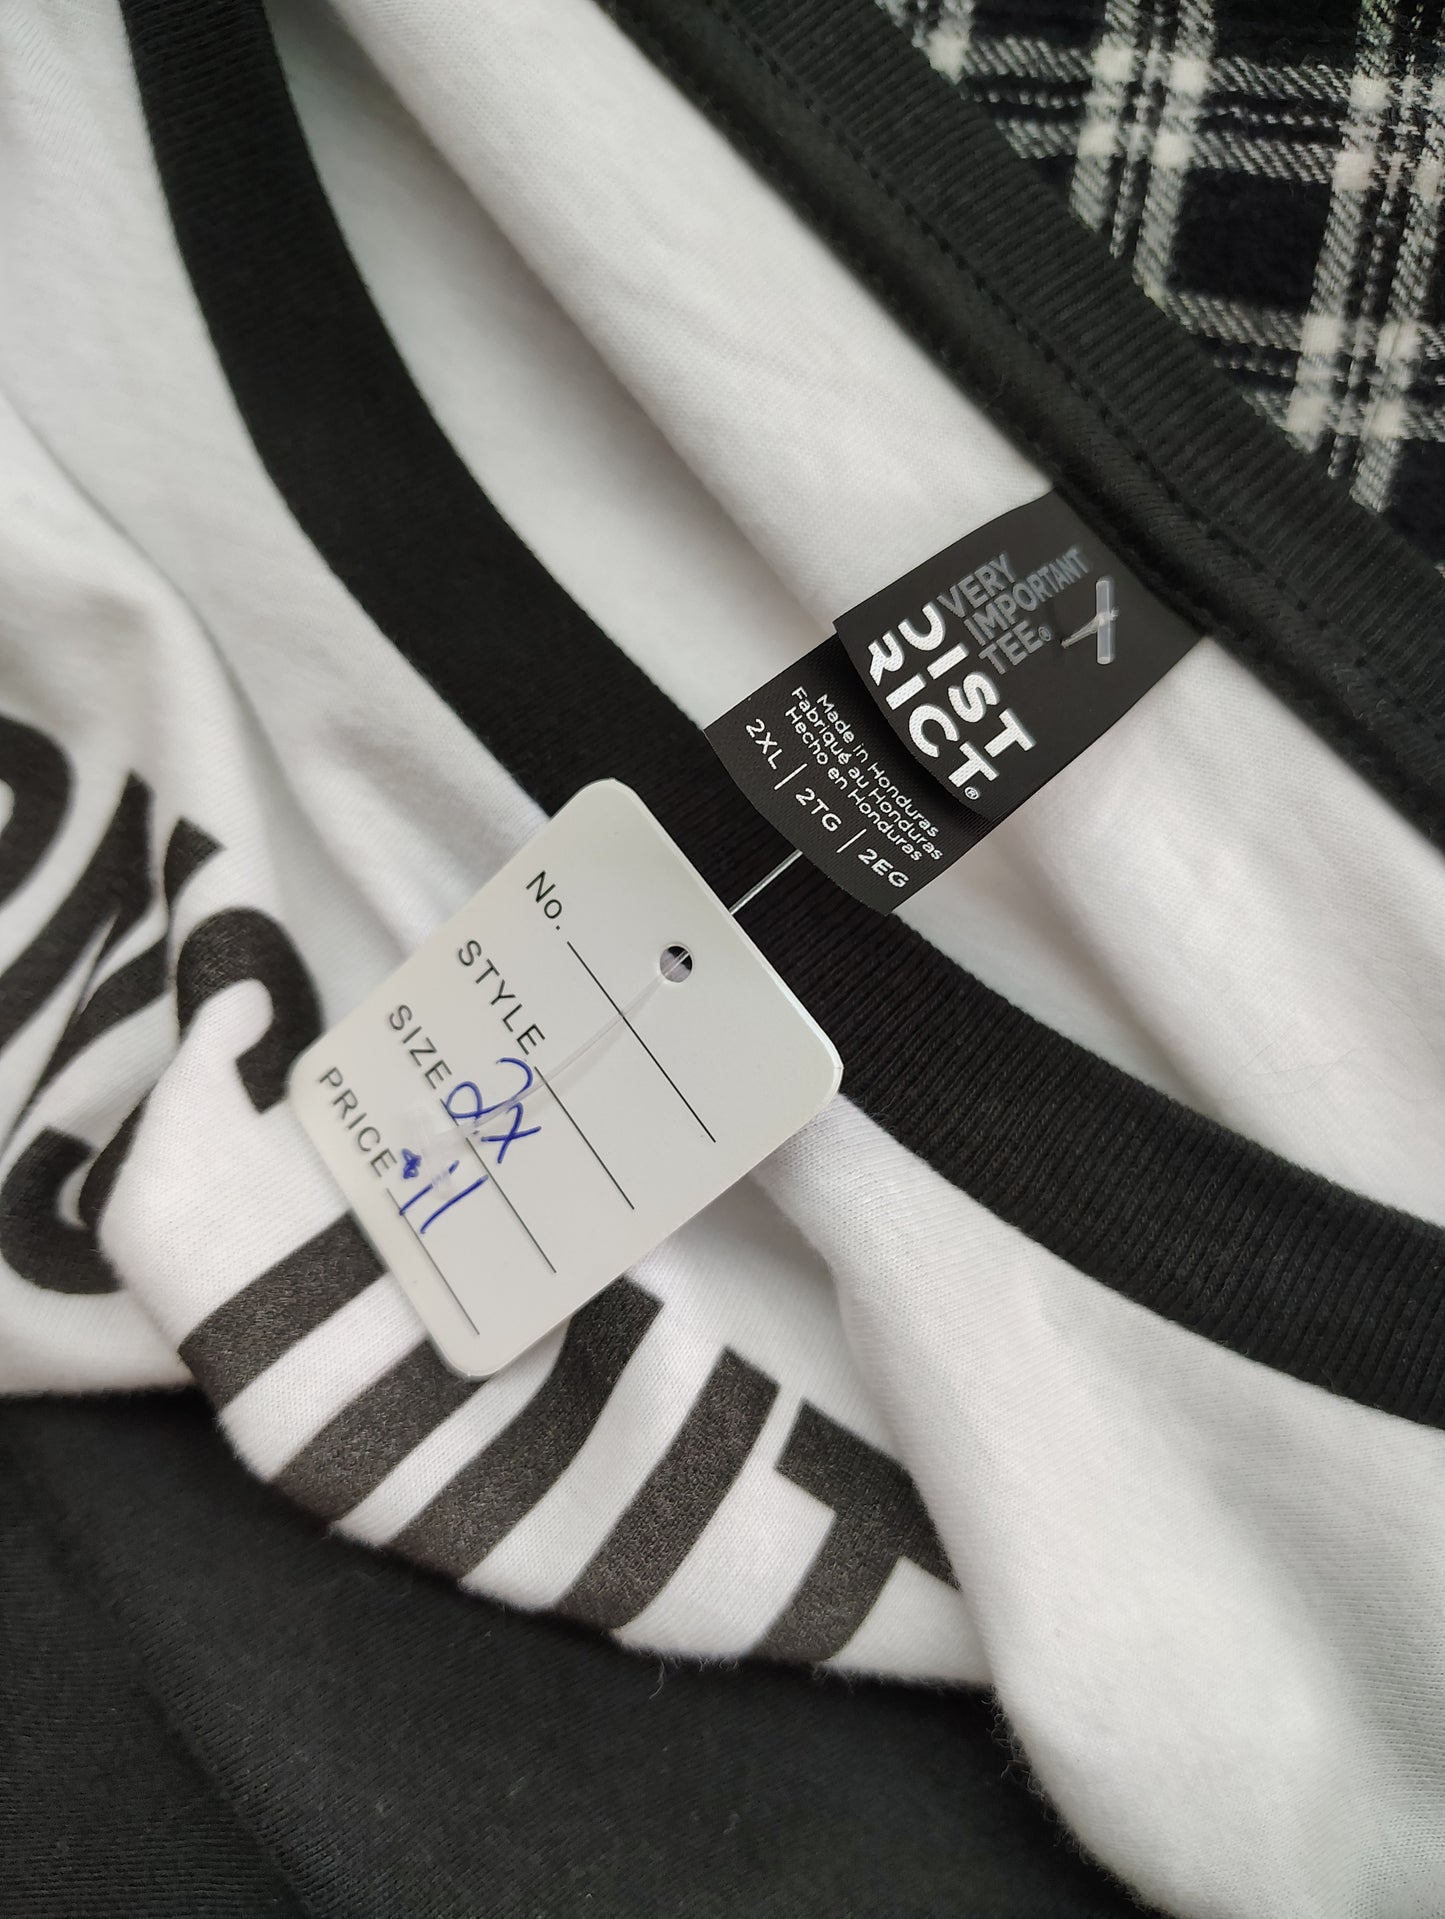 VERY
IMPORTANT
TEE®
DIST
RICT®
Made in Honduras
Fabriqué au Honduras
Hecho en Honduras
2XL | 2TG | 2EG
No.
STYLE
SIZE 2X
PRICE $11